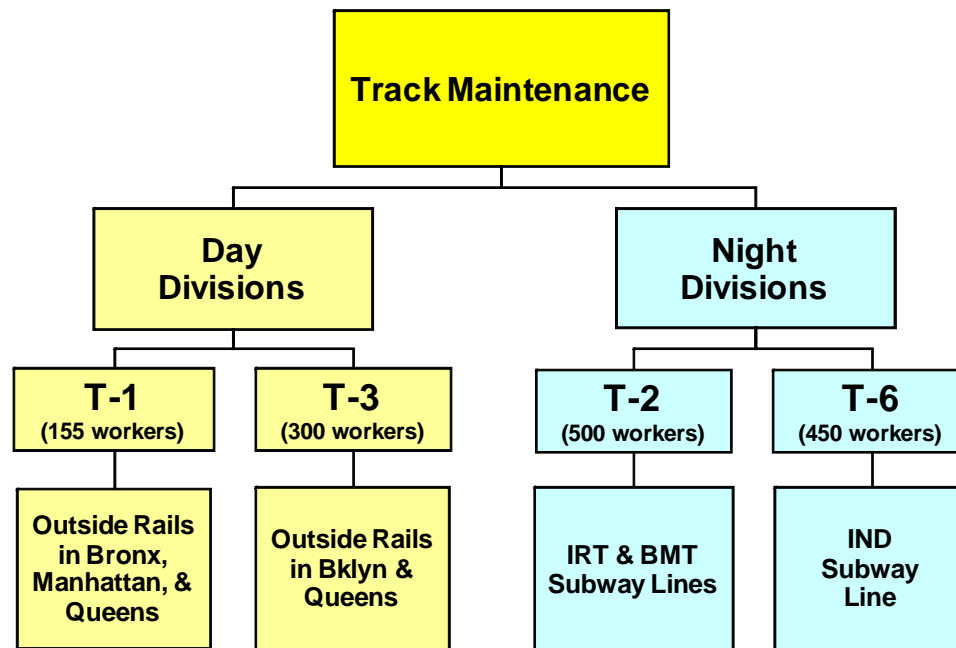 Track Maintenance
Day
Divisions
Night
Divisions
T-1
(155 workers)
T-3
(300 workers)
T-2
(500 workers)
T-6
(450 workers)
Outside Rails
in Bronx,
Manhattan, &
Queens
Outside Rails
in Bklyn &
Queens
IRT & BMT
Subway Lines
IND
Subway
Line